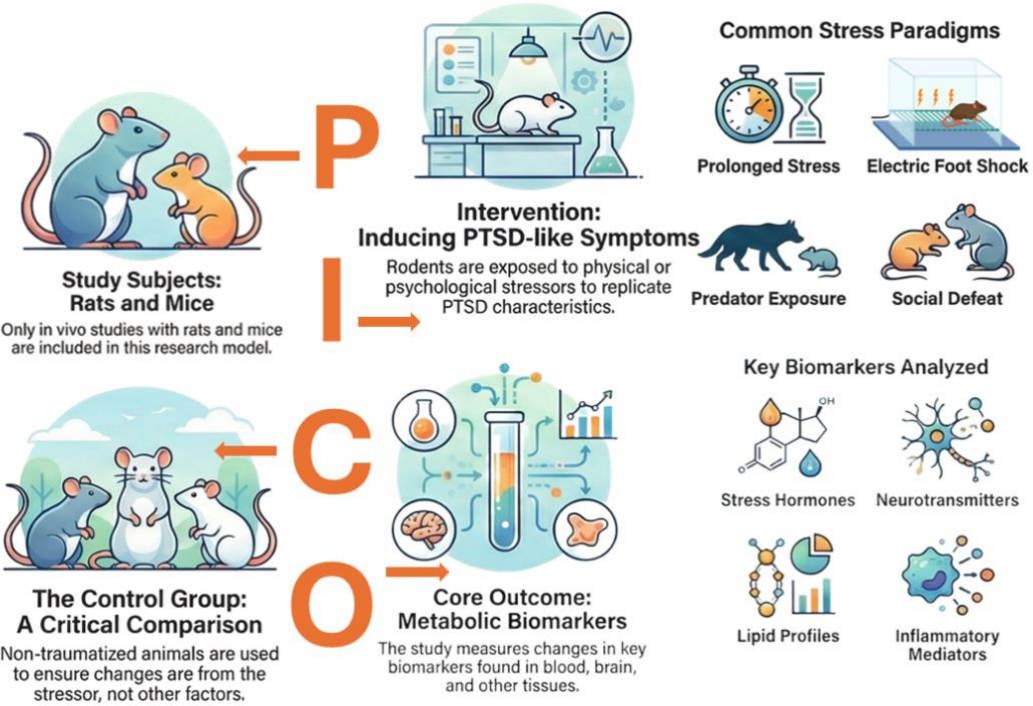 P
Study Subjects:
Rats and Mice
Only in vivo studies with rats and mice
are included in this research model.
I
Intervention:
Inducing PTSD-like Symptoms
Rodents are exposed to physical or
psychological stressors to replicate
PTSD characteristics.
Common Stress Paradigms
Prolonged Stress
Electric Foot Shock
Predator Exposure
Social Defeat
C
The Control Group:
A Critical Comparison
Non-traumatized animals are used
to ensure changes are from the
stressor, not other factors.
O
Core Outcome:
Metabolic Biomarkers
The study measures changes in key
biomarkers found in blood, brain,
and other tissues.
Key Biomarkers Analyzed
OH
O
Stress Hormones
Neurotransmitters
Lipid Profiles
Inflammatory
Mediators